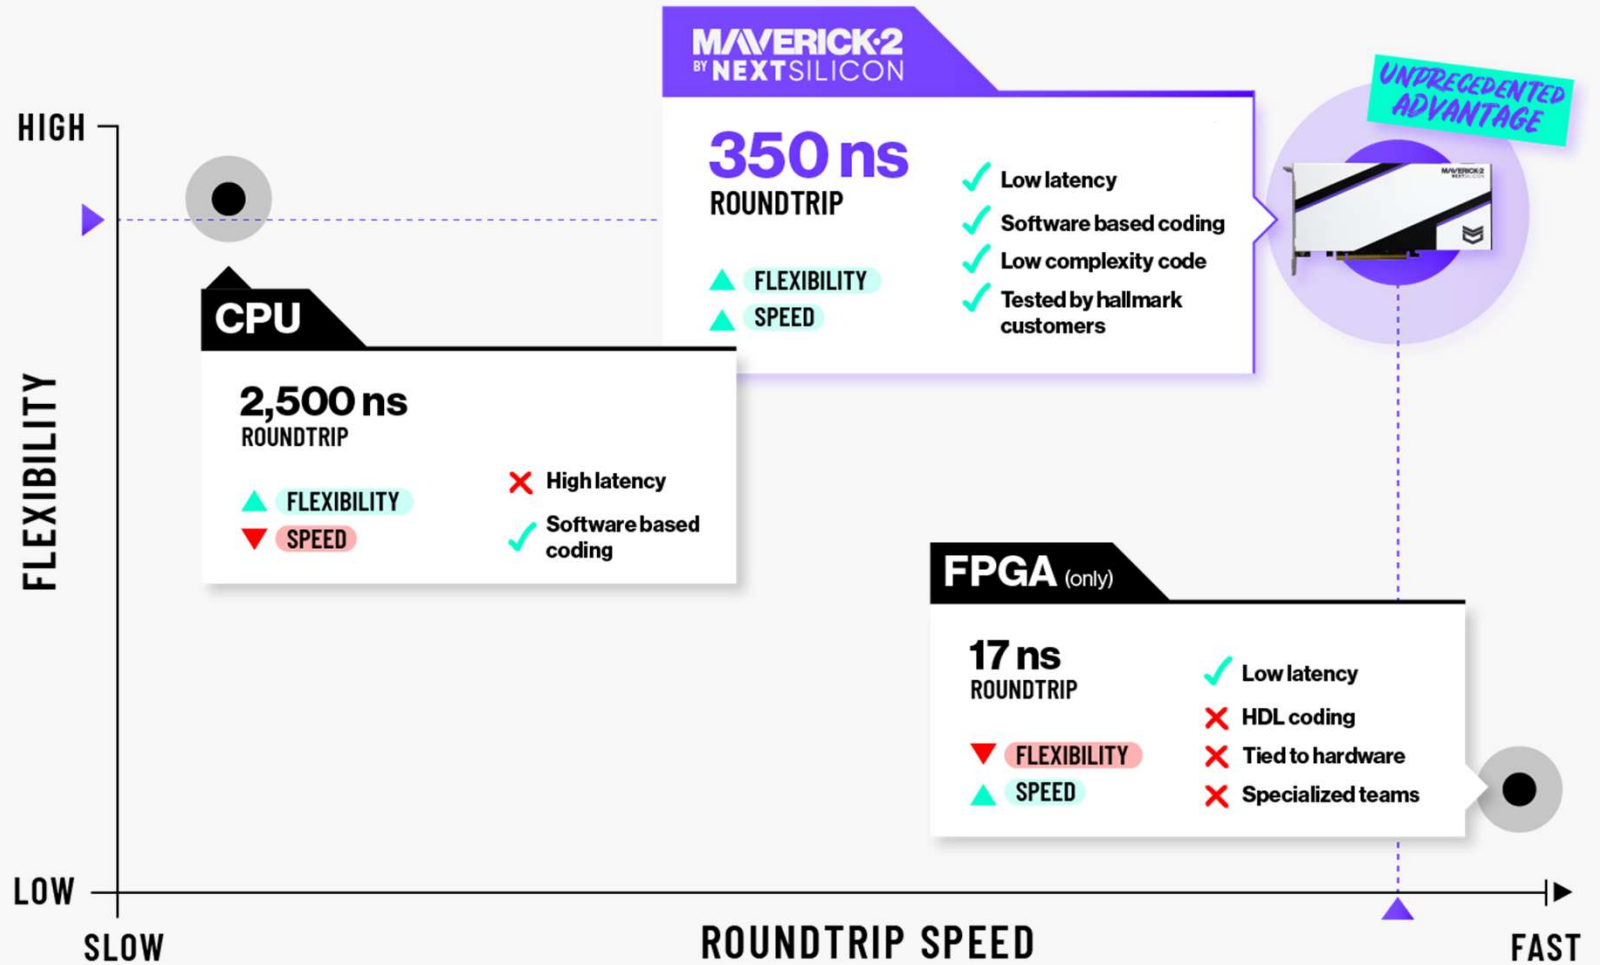 MAVERICK·2
BY NEXTSILICON
UNPRECEDENTED
ADVANTAGE
HIGH
350 ns
ROUNDTRIP
FLEXIBILITY
SPEED
Low latency
Software based coding
Low complexity code
Tested by hallmark
customers
MAVERICK·2
NEXTSILICON
CPU
2,500 ns
ROUNDTRIP
FLEXIBILITY
SPEED
High latency
Software based
coding
FLEXIBILITY
FPGA (only)
17 ns
ROUNDTRIP
FLEXIBILITY
SPEED
Low latency
HDL coding
Tied to hardware
Specialized teams
LOW
SLOW
ROUNDTRIP SPEED
FAST